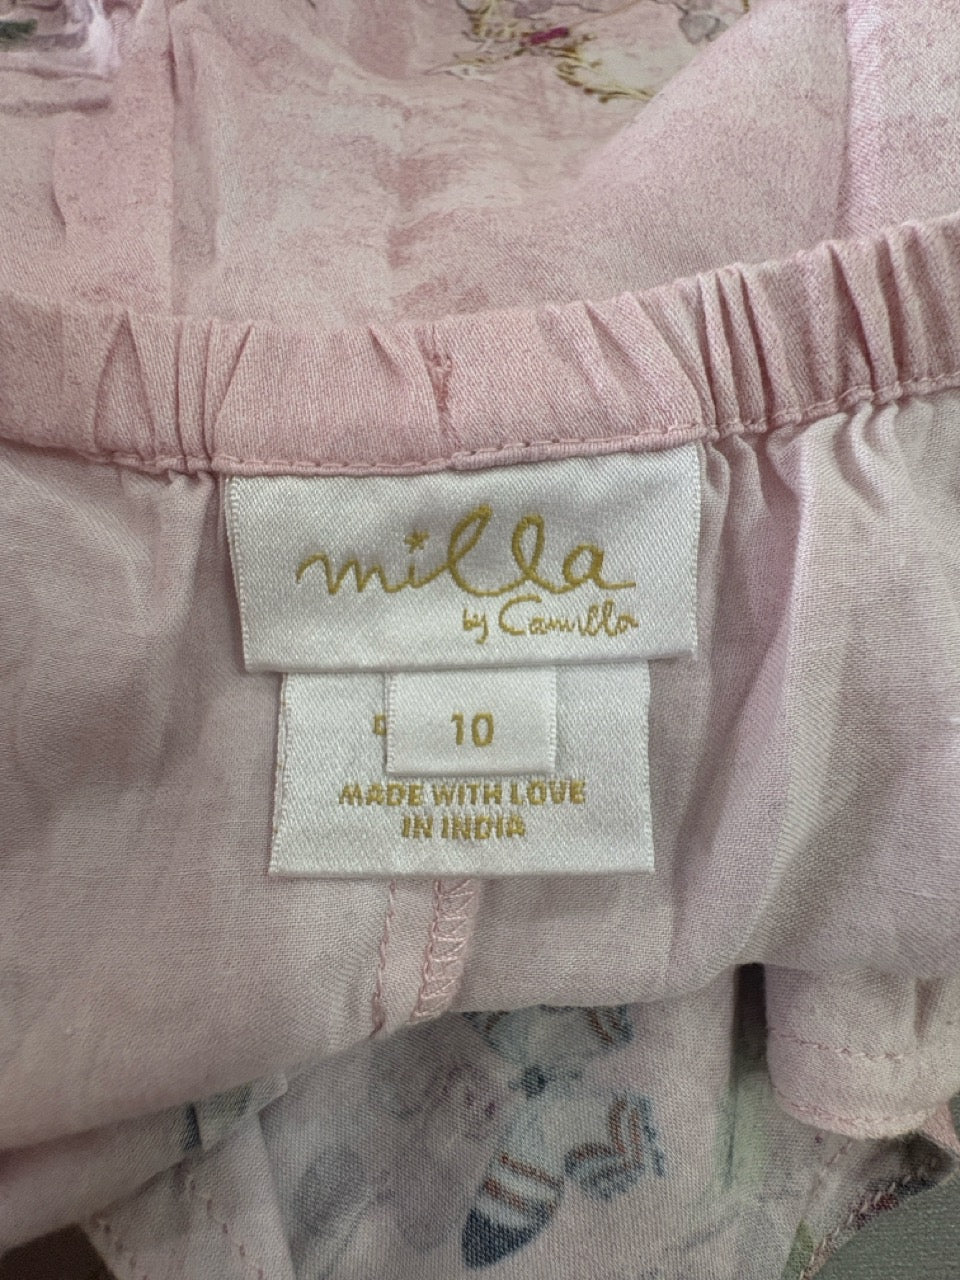 milla
by Camilla
10
MADE WITH LOVE
IN INDIA